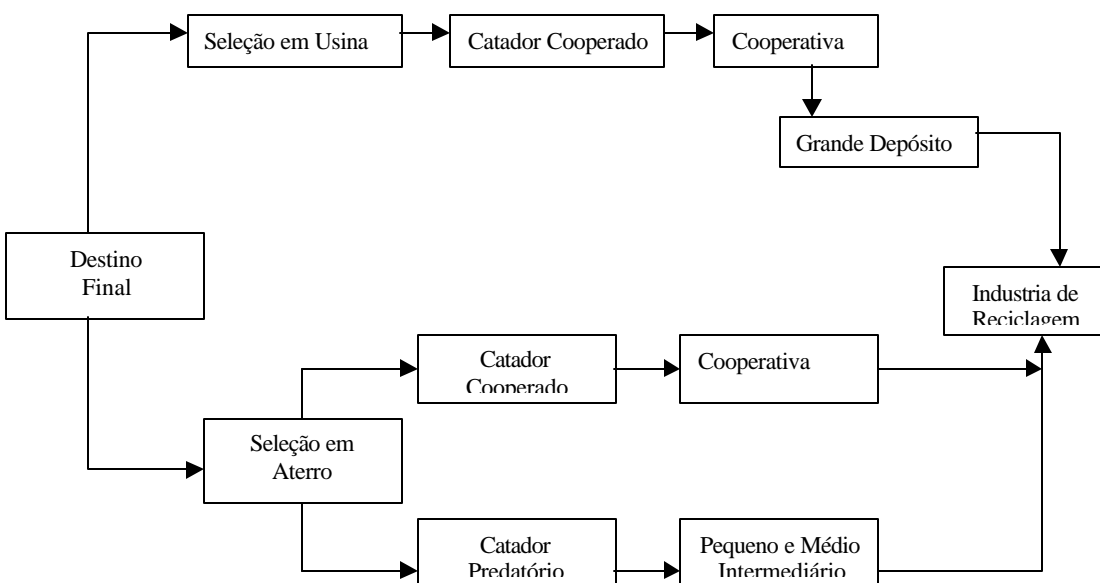 Seleção em Usina
Catador Cooperado
Cooperativa
Grande Depósito
Destino
Final
Industria de
Reciclagem
Catador
Cooperado
Cooperativa
Seleção em
Aterro
Catador
Predatório
Pequeno e Médio
Intermediário